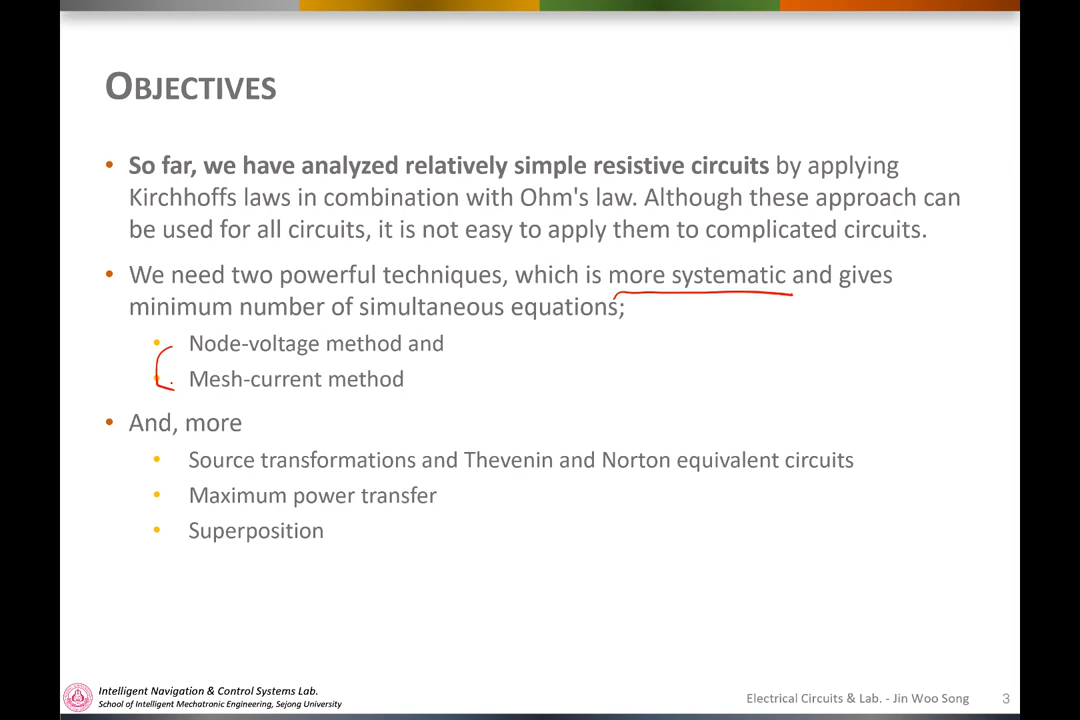 OBJECTIVES
• So far, we have analyzed relatively simple resistive circuits by applying
Kirchhoffs laws in combination with Ohm's law. Although these approach can
be used for all circuits, it is not easy to apply them to complicated circuits.
• We need two powerful techniques, which is more systematic and gives
minimum number of simultaneous equations;
• Node-voltage method and
• Mesh-current method
• And, more
• Source transformations and Thevenin and Norton equivalent circuits
• Maximum power transfer
• Superposition
Intelligent Navigation & Control Systems Lab.
School of Intelligent Mechatronic Engineering, Sejong University
Electrical Circuits & Lab. - Jin Woo Song 3